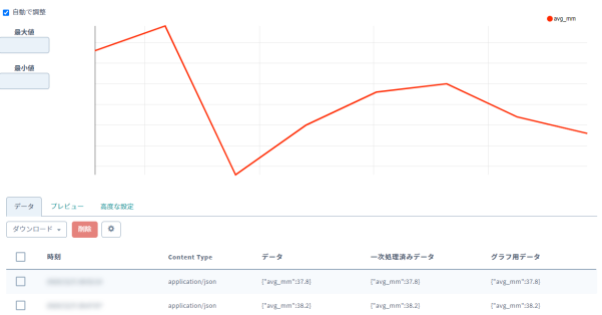 自動で調整
avg_mm
最大値
最小値
データ
プレビュー
高度な設定
ダウンロード
削除
時刻 Content Type データ 一次処理済みデータ グラフ用データ
application/json {"avg_mm":37.8} {"avg_mm":37.8} {"avg_mm":37.8}
application/json {"avg_mm":38.2} {"avg_mm":38.2} {"avg_mm":38.2}